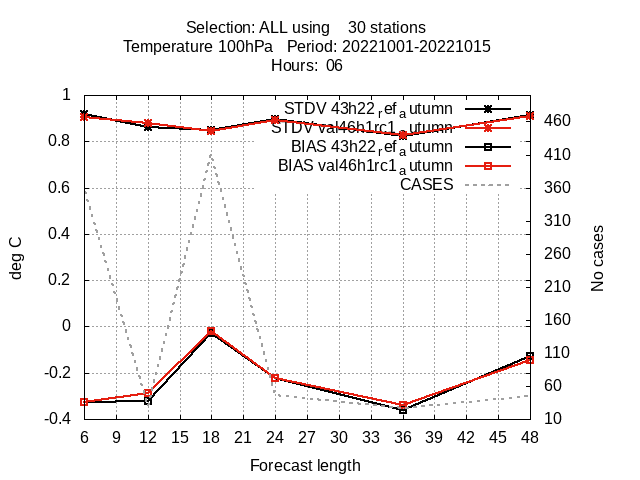 Selection: ALL using 30 stations
Temperature 100hPa Period: 20221001-20221015
Hours: 06
STDV 43h22_ref_autumn
STDV val46h1rc1_autumn
BIAS 43h22_ref_autumn
BIAS val46h1rc1_autumn
CASES
deg C
1
0.8
0.6
0.4
0.2
0
-0.2
-0.4
No cases
460
410
360
310
260
210
160
110
60
10
6 9 12 15 18 21 24 27 30 33 36 39 42 45 48
Forecast length